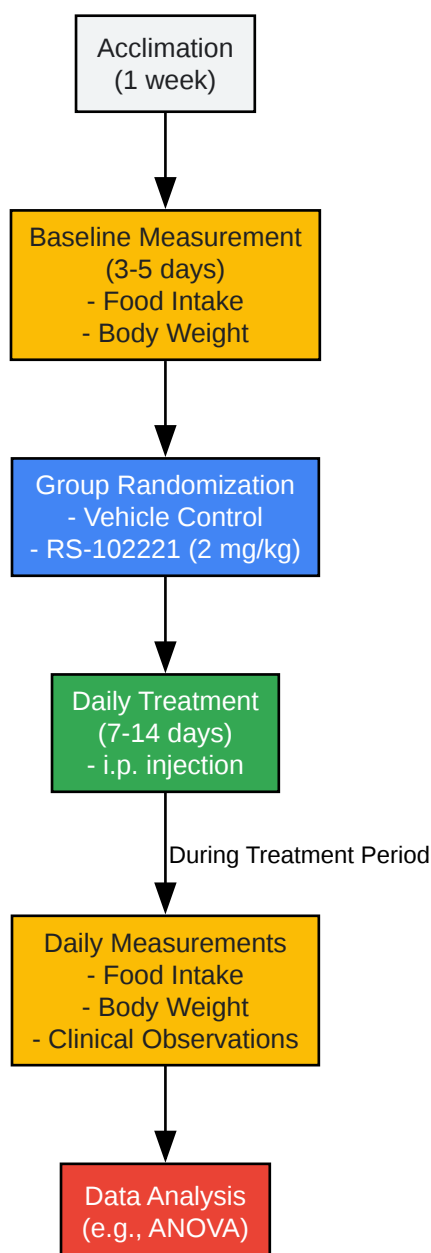 Acclimation
(1 week)
Baseline Measurement
(3-5 days)
- Food Intake
- Body Weight
Group Randomization
- Vehicle Control
- RS-102221 (2 mg/kg)
Daily Treatment
(7-14 days)
- i.p. injection
During Treatment Period
Daily Measurements
- Food Intake
- Body Weight
- Clinical Observations
Data Analysis
(e.g., ANOVA)